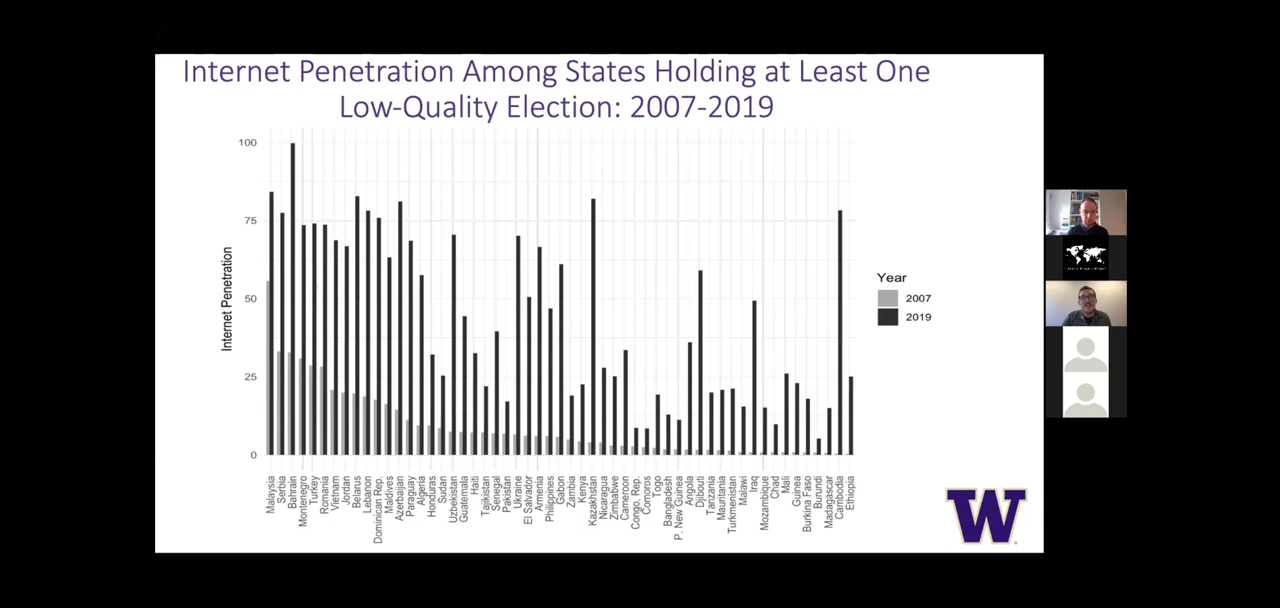 Internet Penetration Among States Holding at Least One
Low-Quality Election: 2007-2019
100
75
50
25
0
Internet Penetration
Malaysia
Serbia
Bahrain
Montenegro
Turkey
Romania
Vietnam
Jordan
Belarus
Lebanon
Dominican Rep.
Maldives
Azerbaijan
Paraguay
Algeria
Honduras
Sudan
Uzbekistan
Guatemala
Haiti
Tajikistan
Senegal
Pakistan
Ukraine
El Salvador
Armenia
Philippines
Gabon
Zambia
Kenya
Kazakhstan
Nicaragua
Zimbabwe
Cameroon
Congo. Rep.
Comoros
Togo
Bangladesh
P. New Guinea
Angola
Djibouti
Tanzania
Mauritania
Turkmenistan
Malawi
Iraq
Mozambique
Chad
Mali
Guinea
Burkina Faso
Burundi
Madagascar
Cambodia
Ethiopia
Year
2007
2019
W